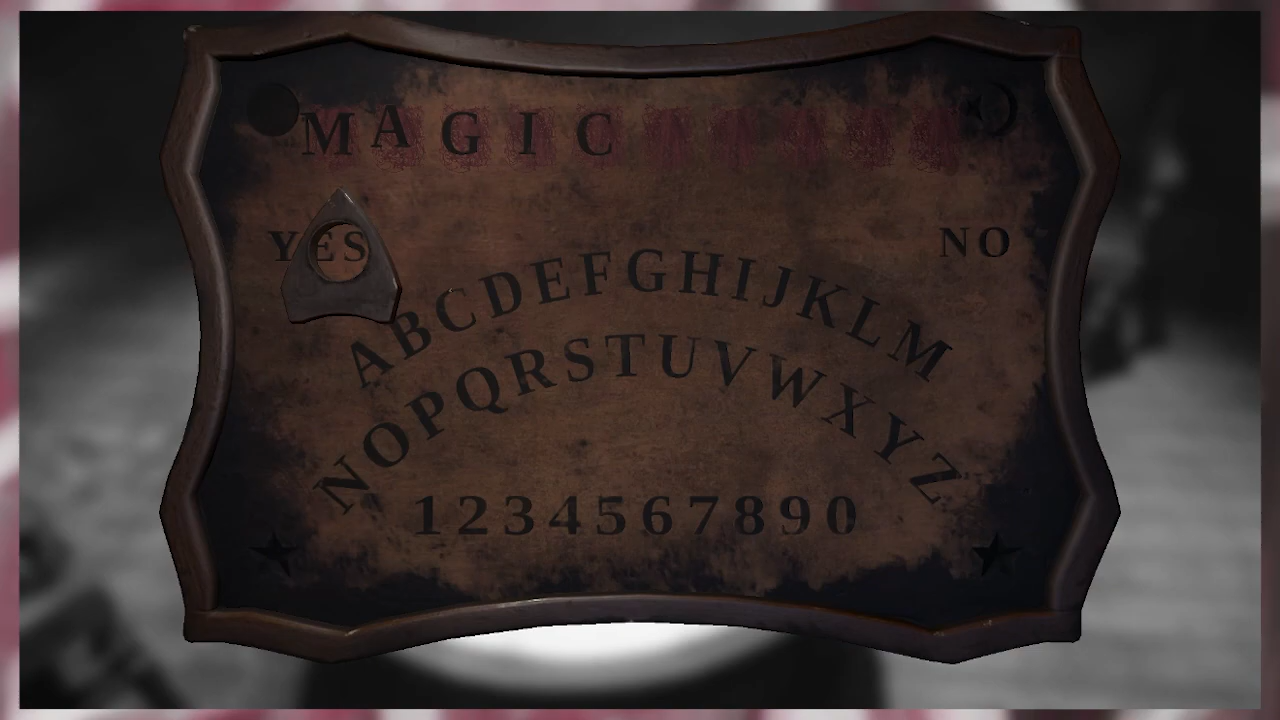 MAGIC
YES NO
ABCDEFGHIJKLM
NOPQRSTUVWXYZ
1234567890